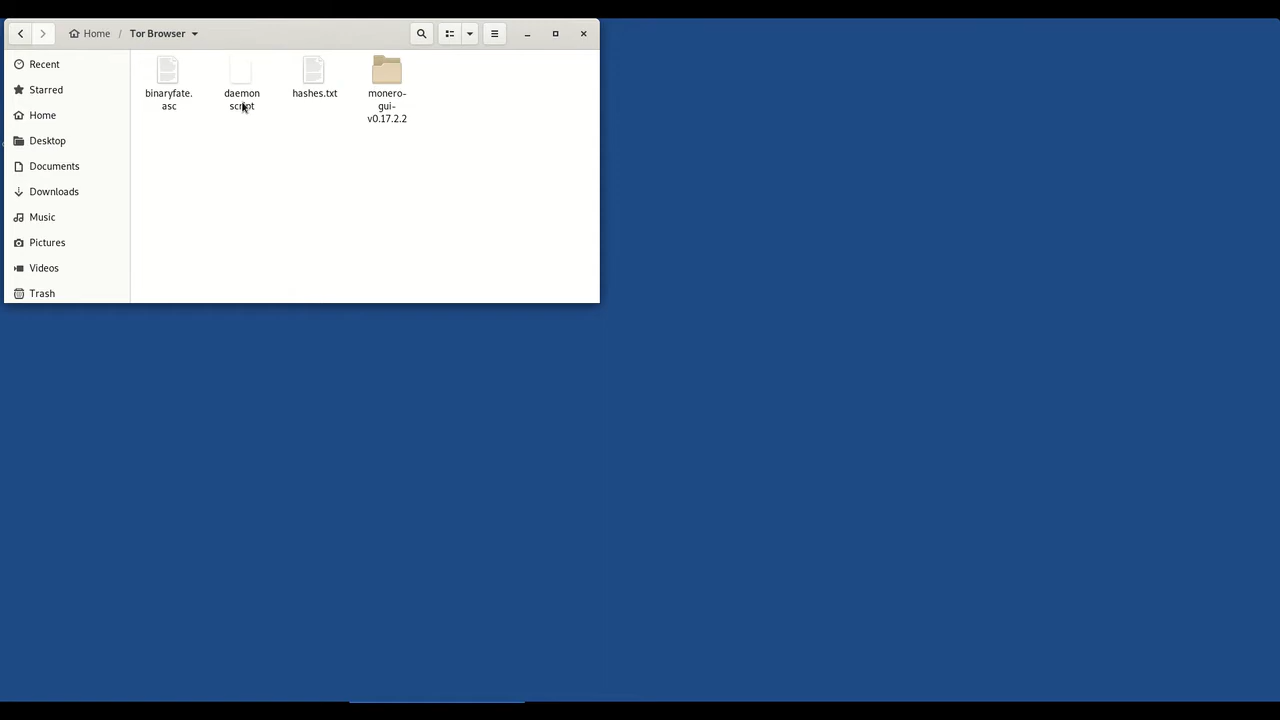 Home / Tor Browser
Recent
Starred
Home
Desktop
Documents
Downloads
Music
Pictures
Videos
Trash
binaryfate.
asc
daemon
script
hashes.txt
monero-
gui-
v0.17.2.2